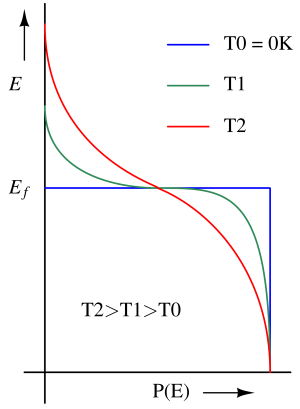 T0 = 0K
E
T1
T2
E_f
T2>T1>T0
P(E)